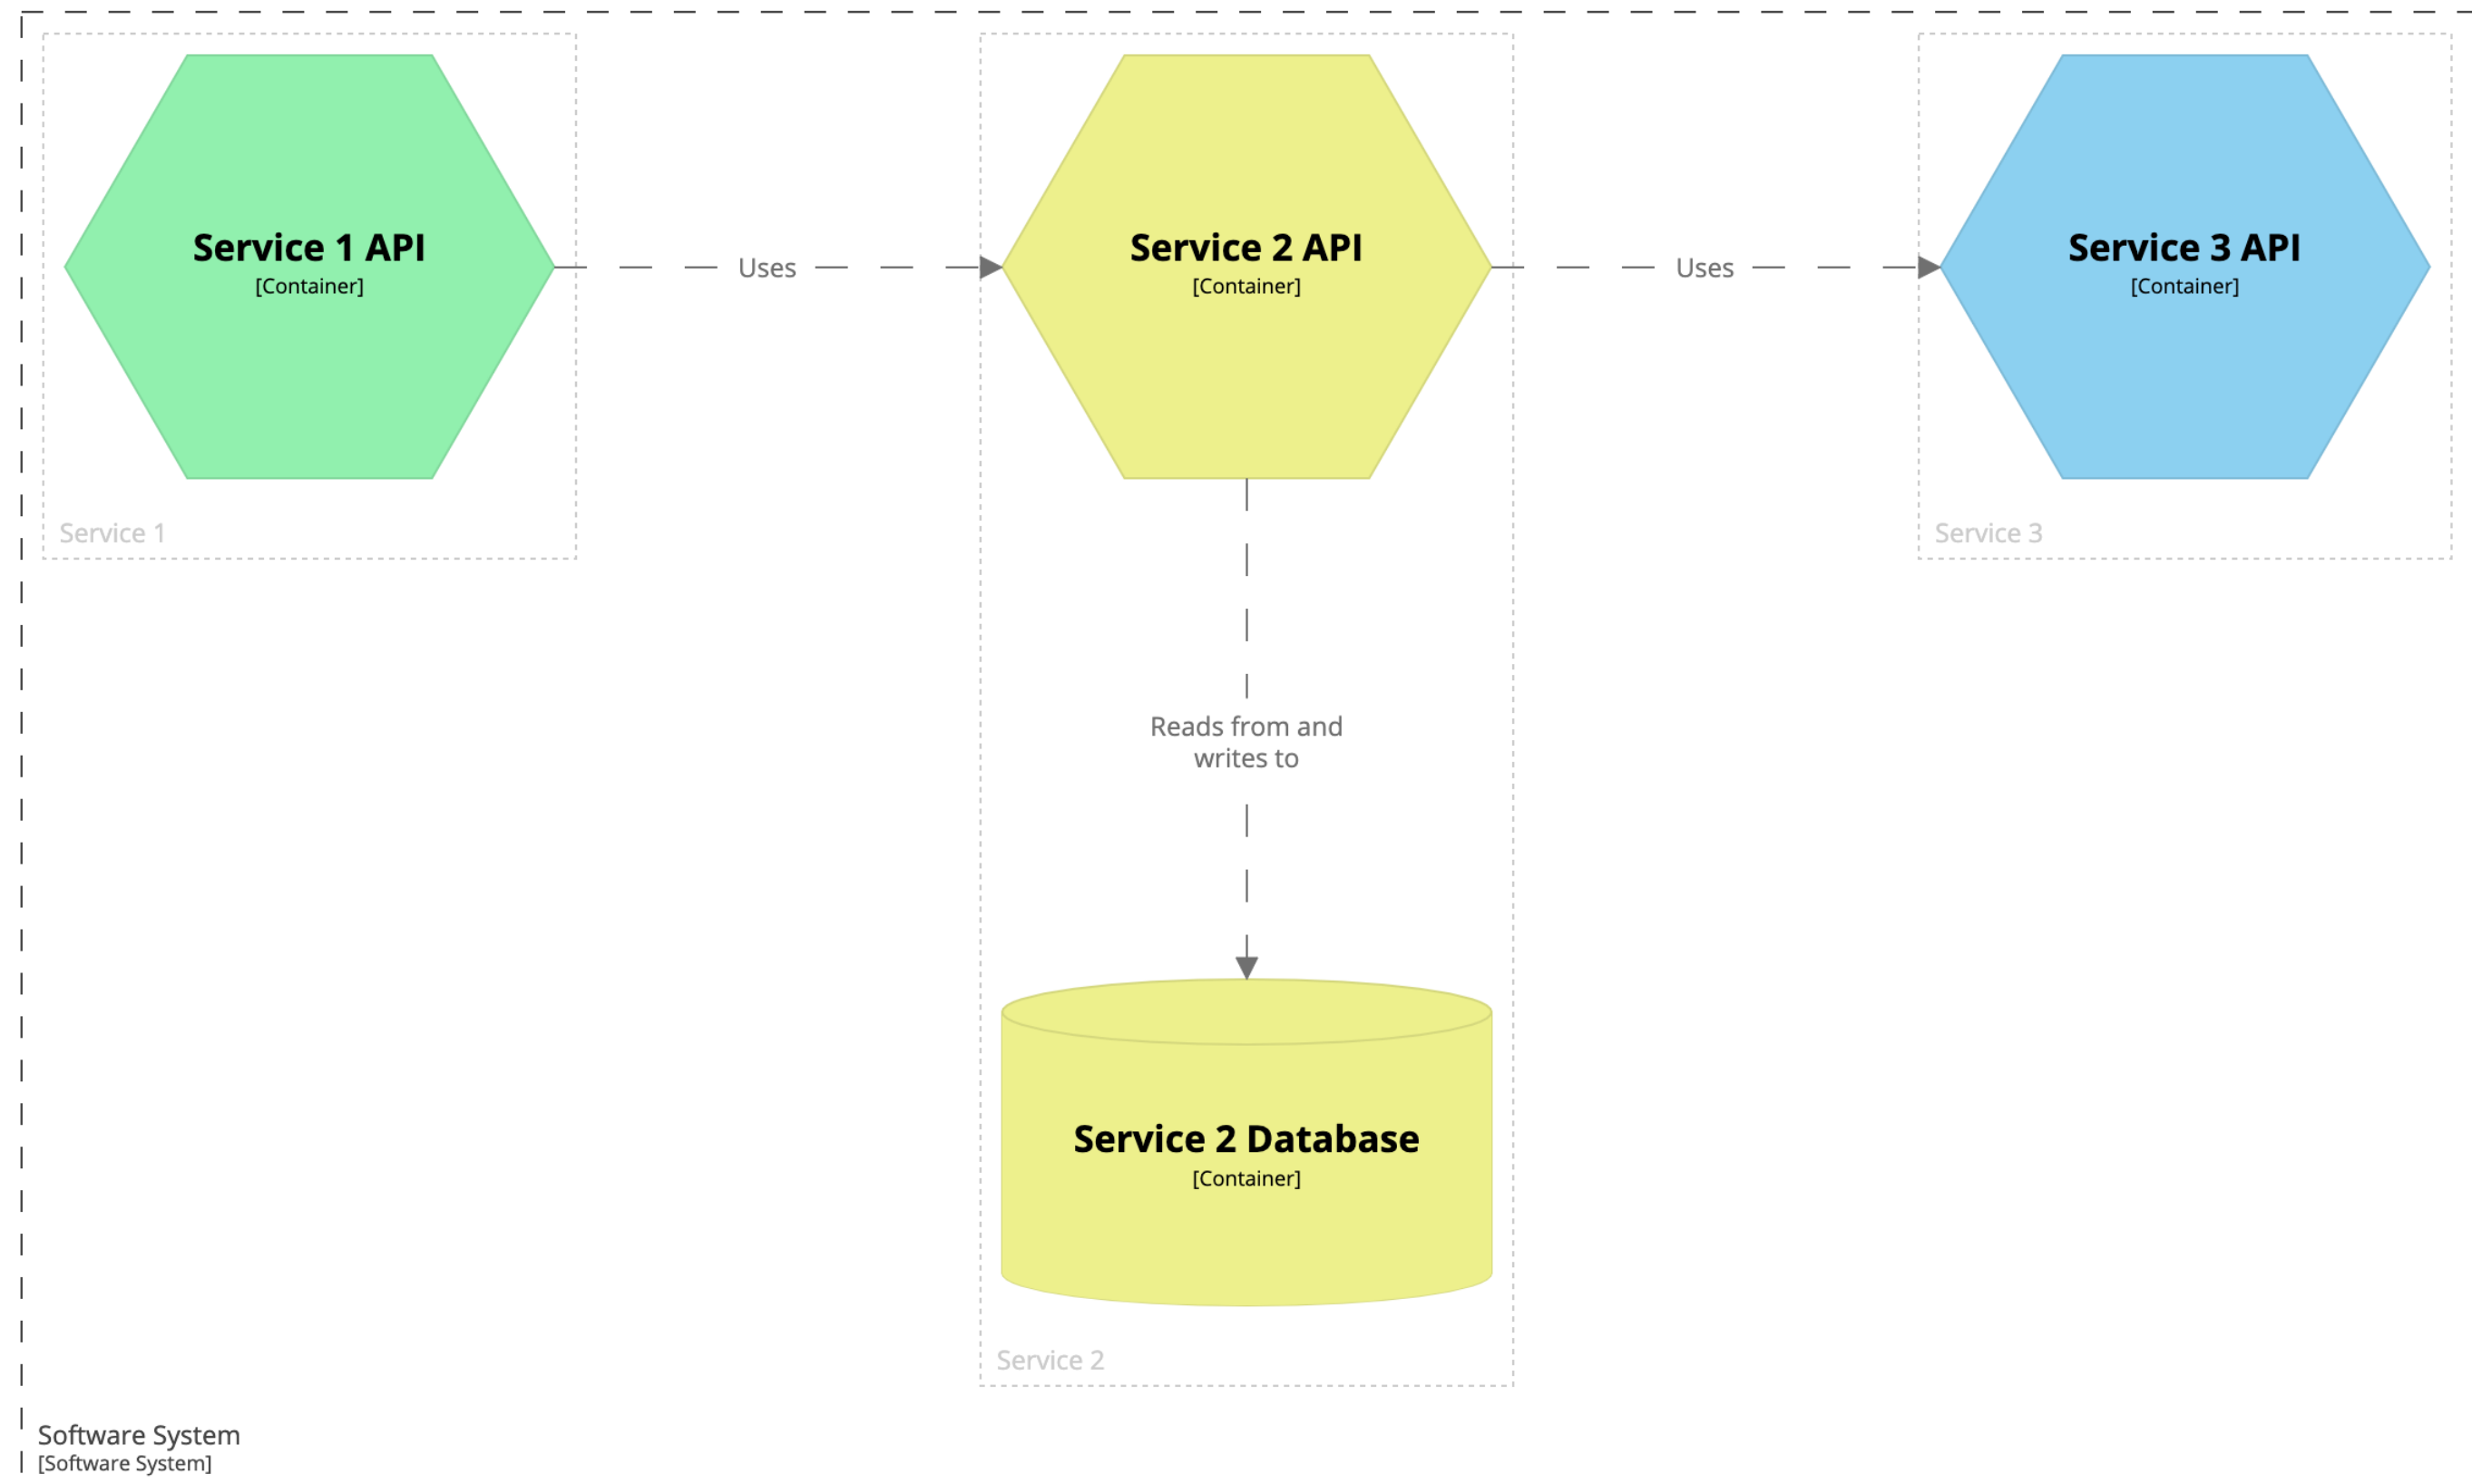 Service 1 API
[Container]
Service 1
Uses
Service 2 API
[Container]
Uses
Service 3 API
[Container]
Service 3
Reads from and
writes to
Service 2 Database
[Container]
Service 2
Software System
[Software System]